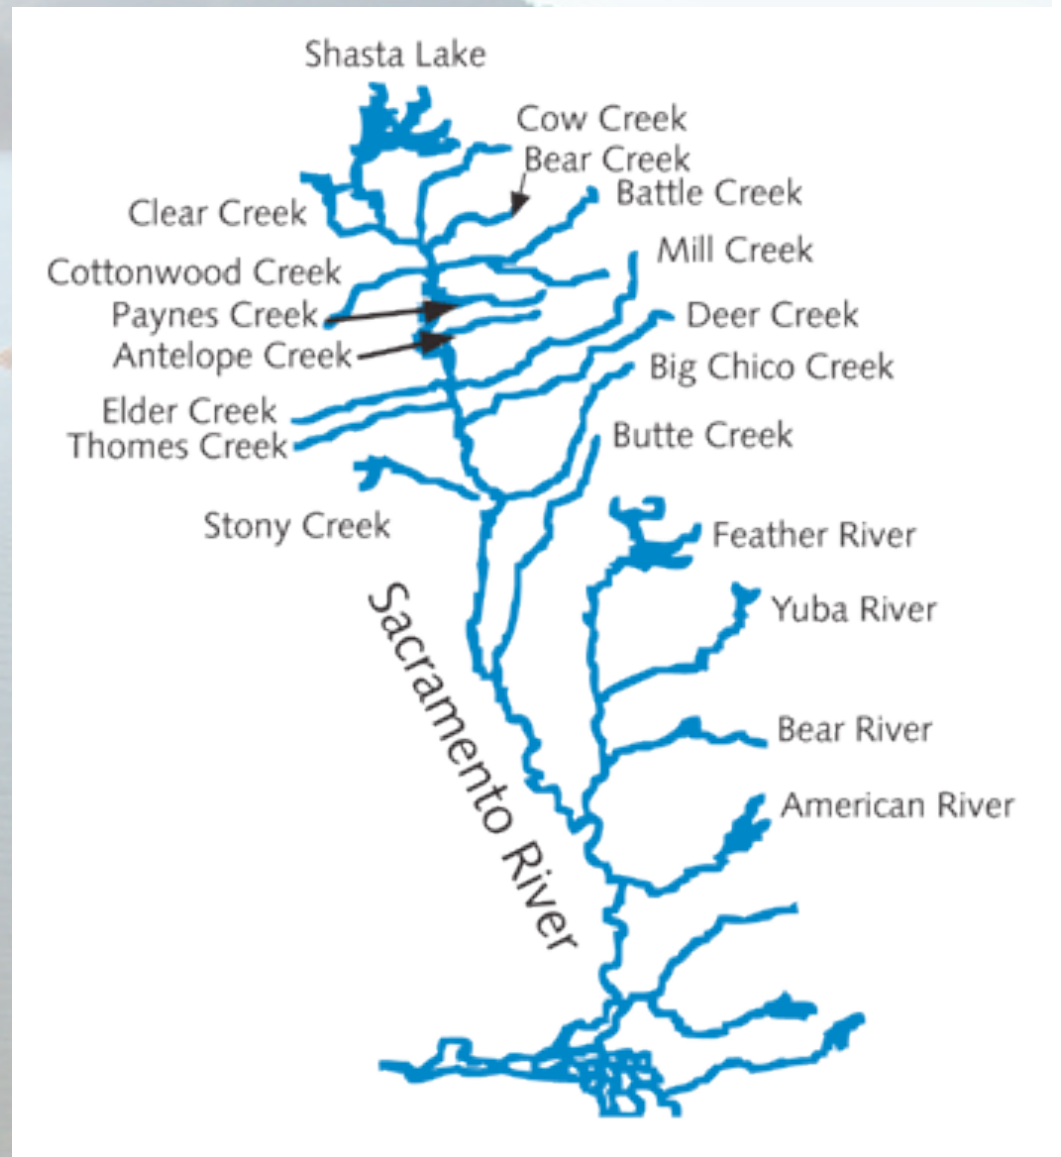 Shasta Lake
Cow Creek
Bear Creek
Battle Creek
Clear Creek
Mill Creek
Cottonwood Creek
Paynes Creek
Deer Creek
Antelope Creek
Big Chico Creek
Elder Creek
Butte Creek
Thomes Creek
Stony Creek
Feather River
Sacramento River
Yuba River
Bear River
American River